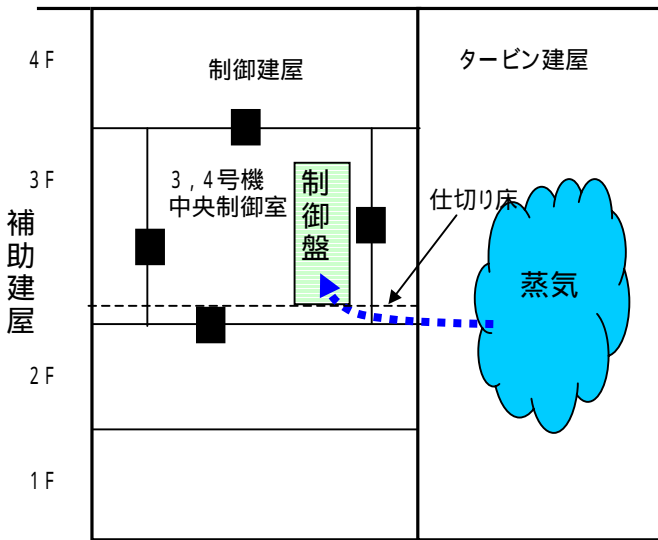 4F
制御建屋
タービン建屋
3F
3,4号機
中央制御室
制御盤
仕切り床
補助建屋
蒸気
2F
1F